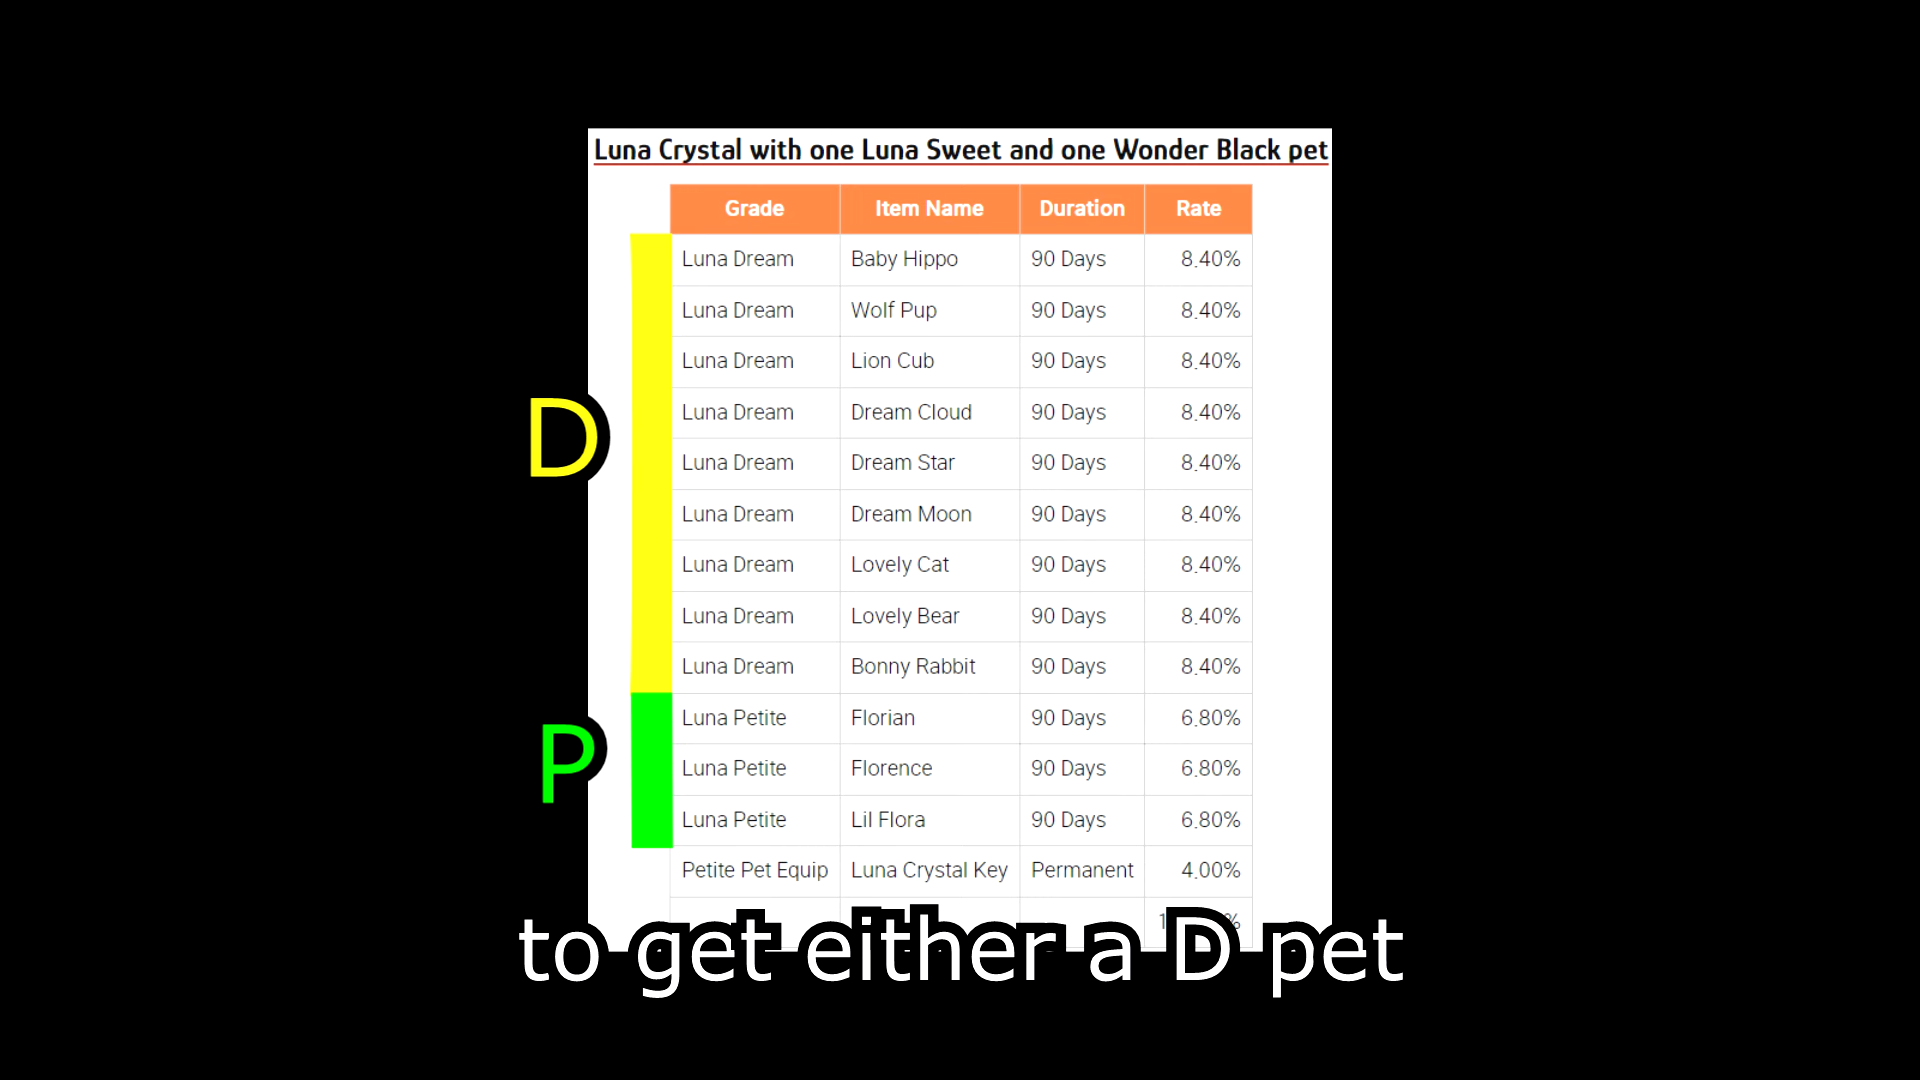 Luna Crystal with one Luna Sweet and one Wonder Black pet
Grade Item Name Duration Rate
Luna Dream Baby Hippo 90 Days 8.40%
Luna Dream Wolf Pup 90 Days 8.40%
Luna Dream Lion Cub 90 Days 8.40%
Luna Dream Dream Cloud 90 Days 8.40%
D
Luna Dream Dream Star 90 Days 8.40%
Luna Dream Dream Moon 90 Days 8.40%
Luna Dream Lovely Cat 90 Days 8.40%
Luna Dream Lovely Bear 90 Days 8.40%
Luna Dream Bonny Rabbit 90 Days 8.40%
Luna Petite Florian 90 Days 6.80%
P
Luna Petite Florence 90 Days 6.80%
Luna Petite Lil Flora 90 Days 6.80%
Petite Pet Equip Luna Crystal Key Permanent 4.00%
to get either a D pet